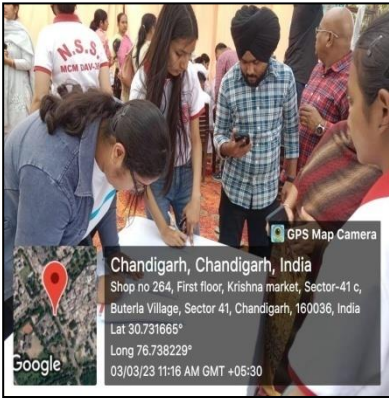 N.S.S.
MCM DAV
GPS Map Camera
Chandigarh, Chandigarh, India
Shop no 264, First floor, Krishna market, Sector-41 c,
Buterla Village, Sector 41, Chandigarh, 160036, India
Lat 30.731665°
Long 76.738229°
03/03/23 11:16 AM GMT +05:30
Google